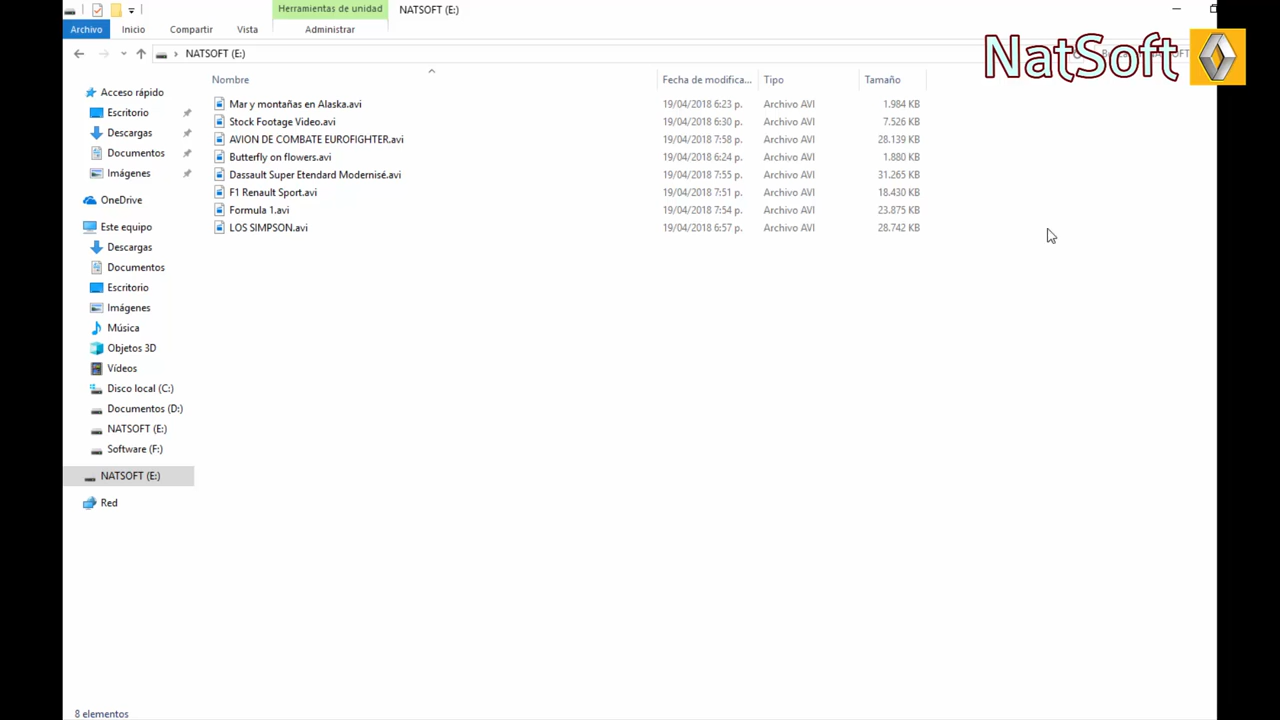 Herramientas de unidad
NATSOFT (E:)
Archivo
Inicio
Compartir
Vista
Administrar
NATSOFT (E:)
NatSoft
Nombre
Fecha de modifica...
Tipo
Tamaño
Mar y montañas en Alaska.avi 19/04/2018 6:23 p. Archivo AVI 1.984 KB
Stock Footage Video.avi 19/04/2018 6:30 p. Archivo AVI 7.526 KB
AVION DE COMBATE EUROFIGHTER.avi 19/04/2018 7:58 p. Archivo AVI 28.139 KB
Butterfly on flowers.avi 19/04/2018 6:24 p. Archivo AVI 1.880 KB
Dassault Super Etendard Modernisé.avi 19/04/2018 7:55 p. Archivo AVI 31.265 KB
F1 Renault Sport.avi 19/04/2018 7:51 p. Archivo AVI 18.430 KB
Formula 1.avi 19/04/2018 7:54 p. Archivo AVI 23.875 KB
LOS SIMPSON.avi 19/04/2018 6:57 p. Archivo AVI 28.742 KB
Acceso rápido
Escritorio
Descargas
Documentos
Imágenes
OneDrive
Este equipo
Descargas
Documentos
Escritorio
Imágenes
Música
Objetos 3D
Vídeos
Disco local (C:)
Documentos (D:)
NATSOFT (E:)
Software (F:)
NATSOFT (E:)
Red
8 elementos